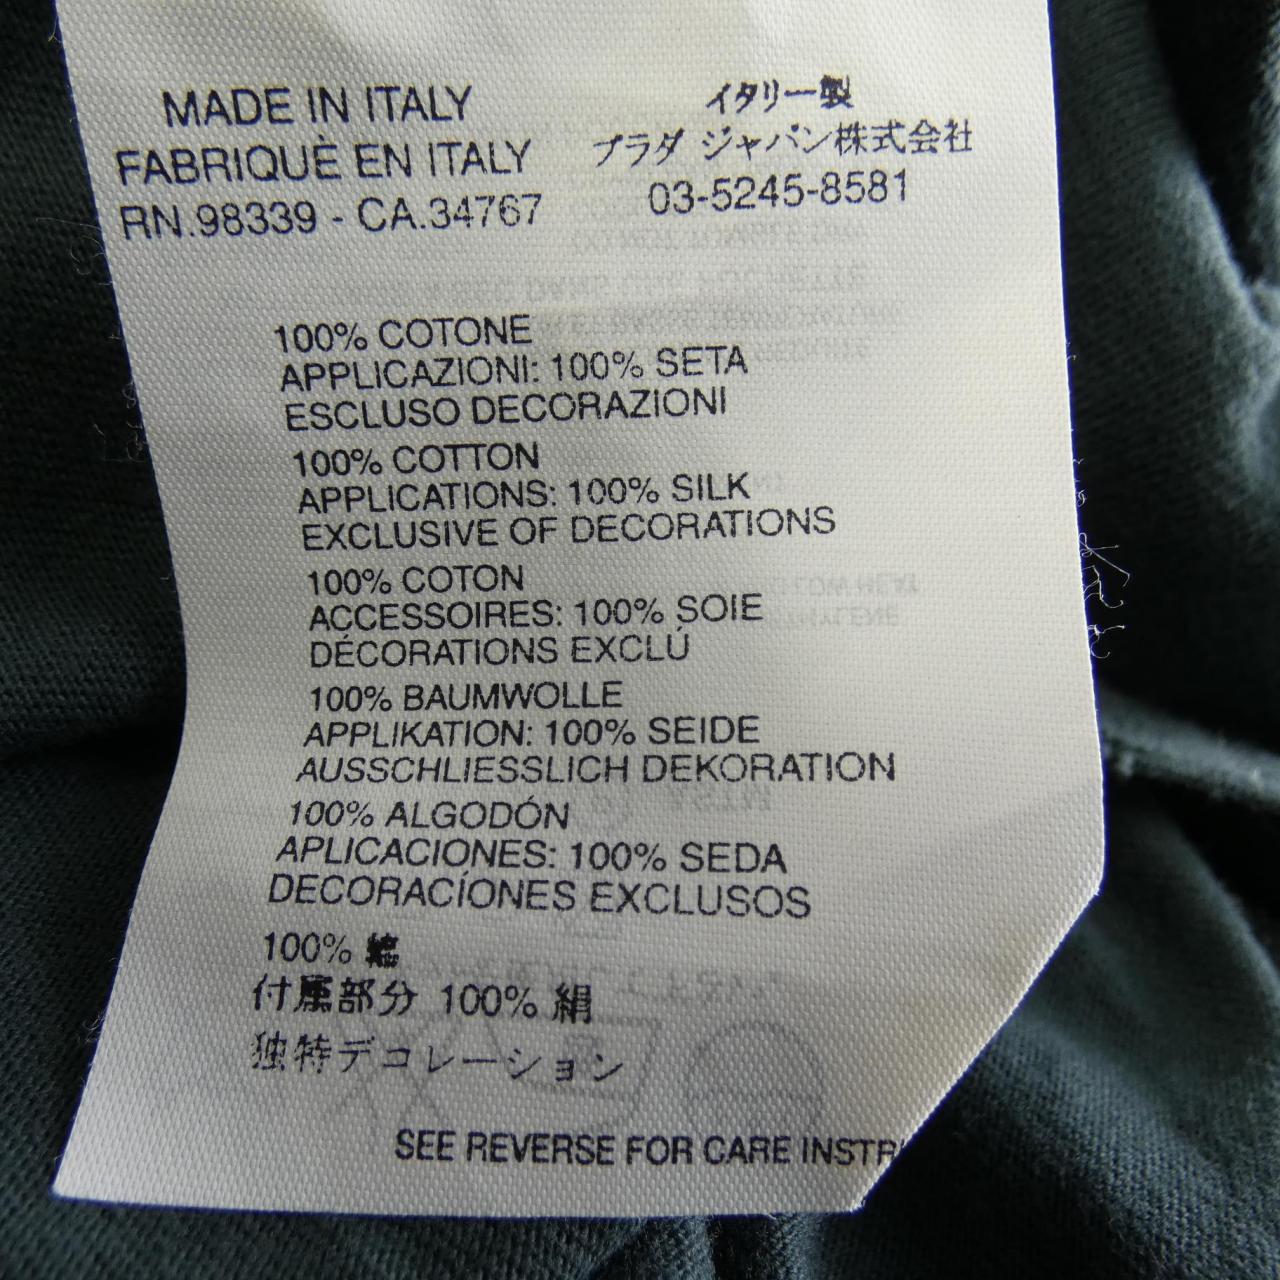 MADE IN ITALY
FABRIQUÈ EN ITALY
RN.98339 - CA.34767
イタリー製
プラダ ジャパン株式会社
03-5245-8581
100% COTONE
APPLICAZIONI: 100% SETA
ESCLUSO DECORAZIONI
100% COTTON
APPLICATIONS: 100% SILK
EXCLUSIVE OF DECORATIONS
100% COTON
ACCESSOIRES: 100% SOIE
DÉCORATIONS EXCLÚ
100% BAUMWOLLE
APPLIKATION: 100% SEIDE
AUSSCHLIESSLICH DEKORATION
100% ALGODÓN
APLICACIONES: 100% SEDA
DECORACÍONES EXCLUSOS
100%
付属部分 100% 絹
独特デコレーション
SEE REVERSE FOR CARE INSTR